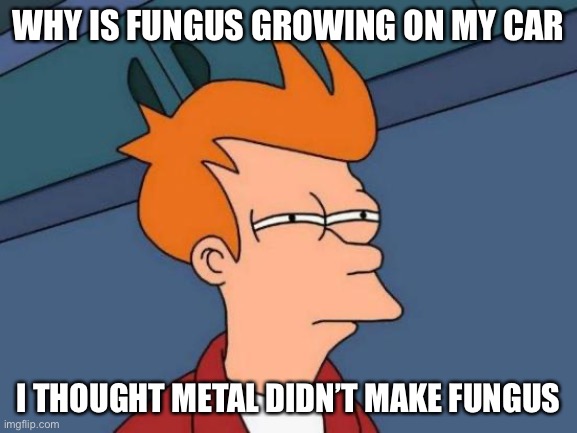 WHY IS FUNGUS GROWING ON MY CAR
I THOUGHT METAL DIDN'T MAKE FUNGUS
imgflip.com